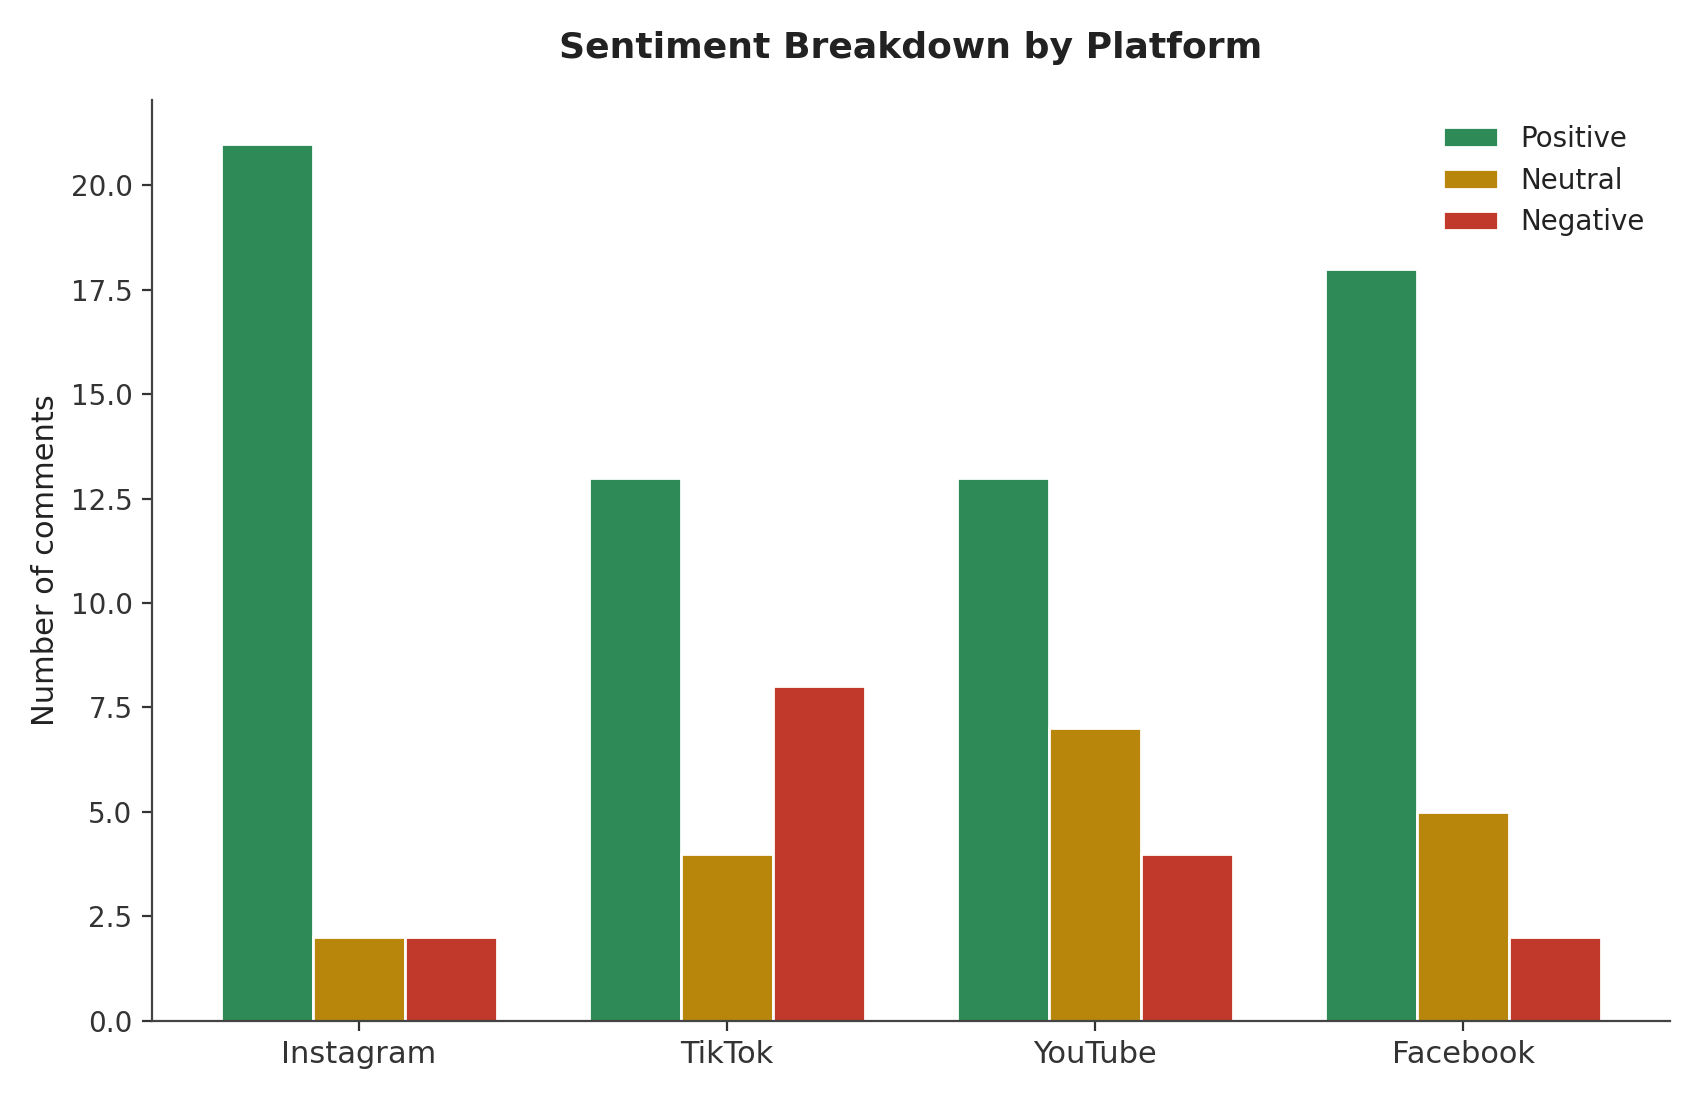 Sentiment Breakdown by Platform
Positive
Neutral
Negative
Number of comments
20.0
17.5
15.0
12.5
10.0
7.5
5.0
2.5
0.0
Instagram TikTok YouTube Facebook